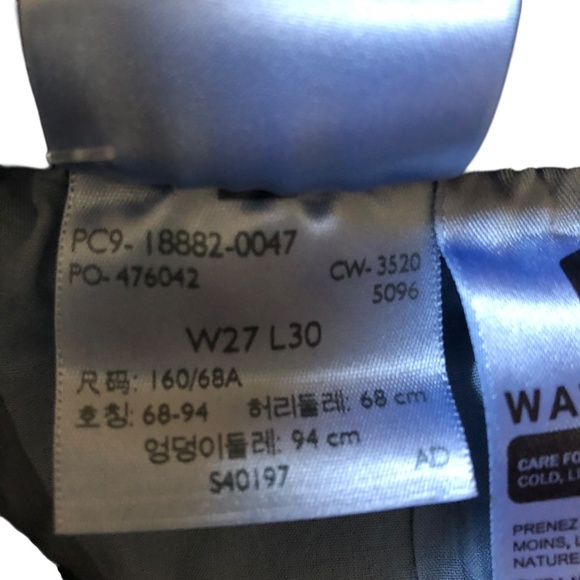 PC9- 18882-0047
PO- 476042
CW- 3520
5096
W27 L30
尺码: 160/68A
호칭: 68-94 허리둘레: 68 cm
엉덩이둘레: 94 cm
S40197
AD
WA
CARE FO
COLD, L
PRENEZ
MOINS, L
NATURE